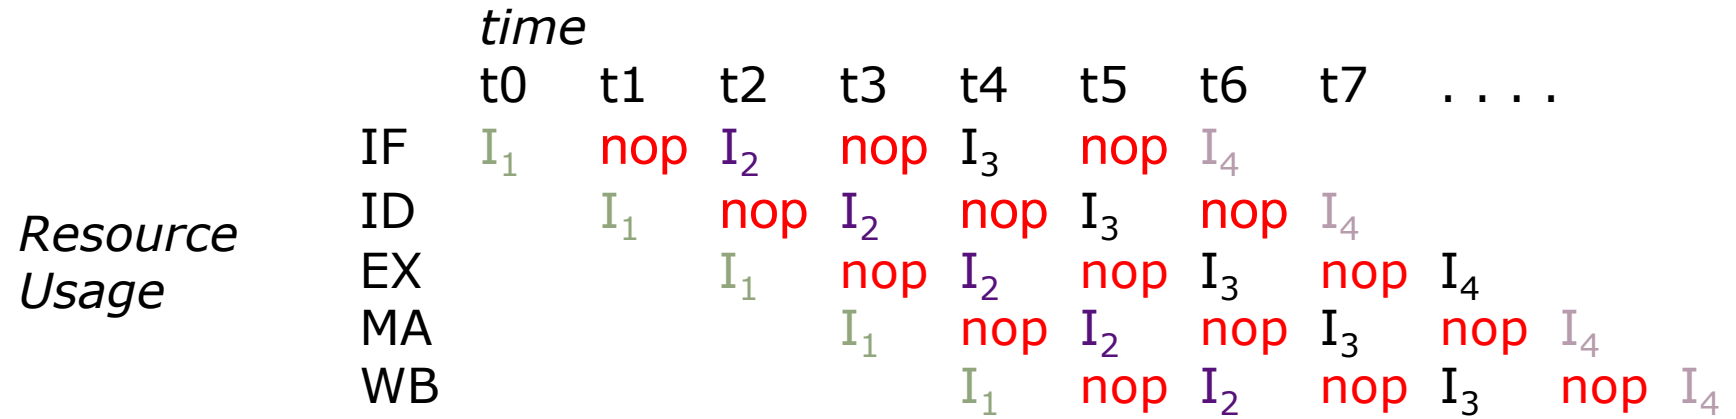 time
t0 t1 t2 t3 t4 t5 t6 t7 . . . .
IF I₁ nop I₂ nop I₃ nop I₄
ID I₁ nop I₂ nop I₃ nop I₄
Resource
Usage
EX I₁ nop I₂ nop I₃ nop I₄
MA I₁ nop I₂ nop I₃ nop I₄
WB I₁ nop I₂ nop I₃ nop I₄